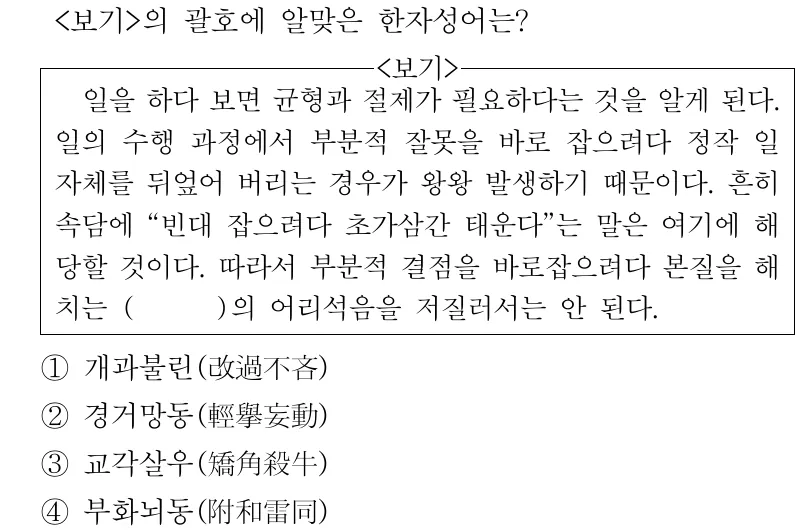 <보기>의 괄호에 알맞은 한자성어는?
<보기>
일을 하다 보면 균형과 절제가 필요하다는 것을 알게 된다.
일의 수행 과정에서 부분적 잘못을 바로 잡으려다 정작 일
자체를 뒤엎어 버리는 경우가 왕왕 발생하기 때문이다. 흔히
속담에 “빈대 잡으려다 초가삼간 태운다”는 말은 여기에 해
당할 것이다. 따라서 부분적 결점을 바로잡으려다 본질을 해
치는 (      )의 어리석음을 저질러서는 안 된다.
① 개과불린(改過不吝)
② 경거망동(輕擧妄動)
③ 교각살우(矯角殺牛)
④ 부화뇌동(附和雷同)